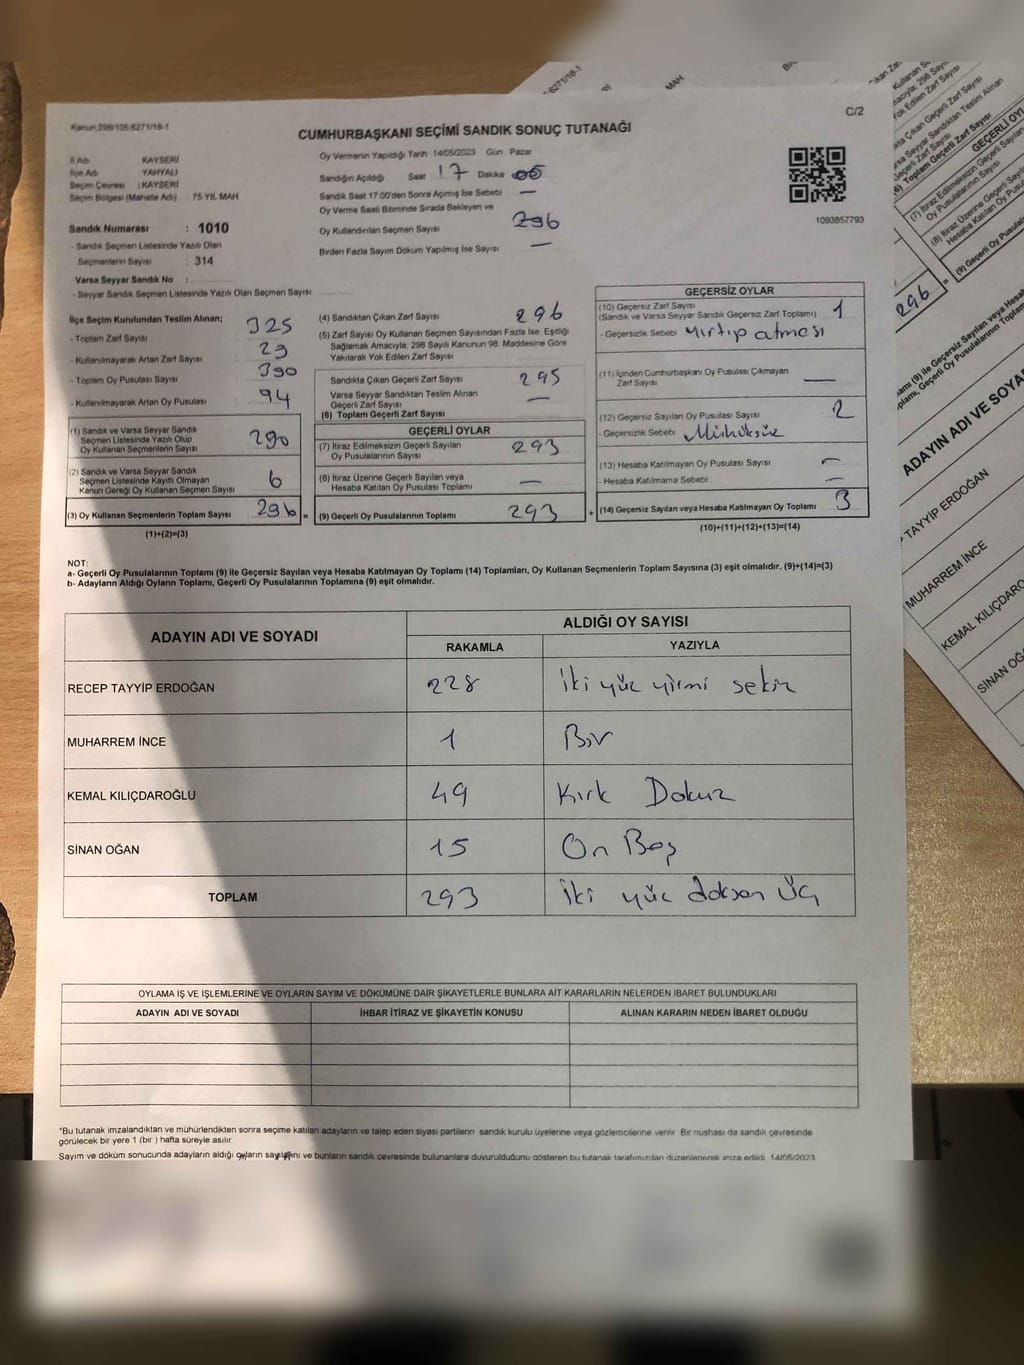 Kanun:298/105-6271/16-1
C/2
CUMHURBAŞKANI SEÇİMİ SANDIK SONUÇ TUTANAĞI
İl Adı KAYSERİ
İlçe Adı YAHYALI
Seçim Çevresi :KAYSERİ
Seçim Bölgesi (Mahalle Adı) : 75 YIL MAH
Sandık Numarası : 1010
- Sandık Seçmen Listesinde Yazılı Olan
Seçmenlerin Sayısı : 314
Varsa Seyyar Sandık No :
- Seyyar Sandık Seçmen Listesinde Yazılı Olan Seçmen Sayısı
Oy Vermenin Yapıldığı Tarih 14/05/2023 Gün Pazar
Sandığın Açıldığı Saat 17 Dakika 00
Sandık Saat 17:00'den Sonra Açılmış İse Sebebi —
Oy Verme Saati Bitiminde Sırada Bekleyen ve
Oy Kullandırılan Seçmen Sayısı 296
Birden Fazla Sayım Döküm Yapılmış İse Sayısı —
1093857793
İlçe Seçim Kurulundan Teslim Alınan;
- Toplam Zarf Sayısı 325
- Kullanılmayarak Artan Zarf Sayısı 29
- Toplam Oy Pusulası Sayısı 390
- Kullanılmayarak Artan Oy Pusulası 94
(1) Sandık ve Varsa Seyyar Sandık
Seçmen Listesinde Yazılı Olup
Oy Kullanan Seçmenlerin Sayısı 290
(2) Sandık ve Varsa Seyyar Sandık
Seçmen Listesinde Kayıtlı Olmayan
Kanun Gereği Oy Kullanan Seçmen Sayısı 6
(3) Oy Kullanan Seçmenlerin Toplam Sayısı 296 =
(1)+(2)=(3)
(4) Sandıktan Çıkan Zarf Sayısı 296
(5) Zarf Sayısı Oy Kullanan Seçmen Sayısından Fazla İse, Eşitliği
Sağlamak Amacıyla; 298 Sayılı Kanunun 98. Maddesine Göre
Yakılarak Yok Edilen Zarf Sayısı
Sandıkta Çıkan Geçerli Zarf Sayısı 295
Varsa Seyyar Sandıktan Teslim Alınan
Geçerli Zarf Sayısı —
(6) Toplam Geçerli Zarf Sayısı
GEÇERLİ OYLAR
(7) İtiraz Edilmeksizin Geçerli Sayılan
Oy Pusulalarının Sayısı 293
(8) İtiraz Üzerine Geçerli Sayılan veya
Hesaba Katılan Oy Pusulası Toplamı —
(9) Geçerli Oy Pusulalarının Toplamı 293 +
GEÇERSİZ OYLAR
(10) Geçersiz Zarf Sayısı
(Sandık ve Varsa Seyyar Sandık Geçersiz Zarf Toplamı) 1
- Geçersizlik Sebebi yırtıp atması
(11) İçinden Cumhurbaşkanı Oy Pusulası Çıkmayan
Zarf Sayısı —
(12) Geçersiz Sayılan Oy Pusulası Sayısı 2
- Geçersizlik Sebebi Mühürsüz
(13) Hesaba Katılmayan Oy Pusulası Sayısı —
- Hesaba Katılmama Sebebi —
(14) Geçersiz Sayılan veya Hesaba Katılmayan Oy Toplamı 3
(10)+(11)+(12)+(13)=(14)
NOT:
a- Geçerli Oy Pusulalarının Toplamı (9) ile Geçersiz Sayılan veya Hesaba Katılmayan Oy Toplamı (14) Toplamları, Oy Kullanan Seçmenlerin Toplam Sayısına (3) eşit olmalıdır. (9)+(14)=(3)
b- Adayların Aldığı Oyların Toplamı, Geçerli Oy Pusulalarının Toplamına (9) eşit olmalıdır.
ADAYIN ADI VE SOYADI ALDIĞI OY SAYISI
RAKAMLA YAZIYLA
RECEP TAYYİP ERDOĞAN 228 İki yüz yirmi sekiz
MUHARREM İNCE 1 Bir
KEMAL KILIÇDAROĞLU 49 Kırk Dokuz
SİNAN OĞAN 15 On Beş
TOPLAM 293 İki yüz doksan üç
OYLAMA İŞ VE İŞLEMLERİNE VE OYLARIN SAYIM VE DÖKÜMÜNE DAİR ŞİKAYETLERLE BUNLARA AİT KARARLARIN NELERDEN İBARET BULUNDUKLARI
ADAYIN ADI VE SOYADI İHBAR İTİRAZ VE ŞİKAYETİN KONUSU ALINAN KARARIN NEDEN İBARET OLDUĞU
*Bu tutanak imzalandıktan ve mühürlendikten sonra seçime katılan adayların ve talep eden siyasi partilerin sandık kurulu üyelerine veya gözlemcilerine verilir. Bir nüshası da sandık çevresinde
görülecek bir yere 1 (bir ) hafta süreyle asılır.
Sayım ve döküm sonucunda adayların aldığı oyların sayılarını ve bunların sandık çevresinde bulunanlara duyurulduğunu gösteren bu tutanak tarafımızdan düzenlenerek imza edildi. 14/05/2023
6271/16-1
MAH
296
(9) Geçerli Oy
ADAYIN ADI VE SOYA
TAYYİP ERDOĞAN
MUHARREM İNCE
KEMAL KILIÇDARO
SİNAN OĞ